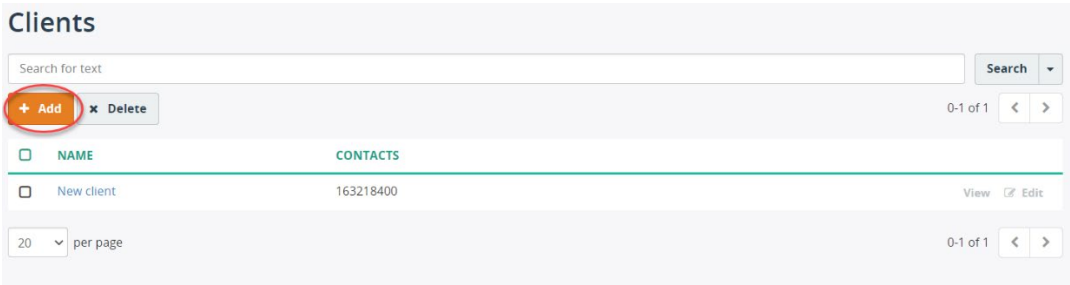 Clients
Search for text
Search
+ Add
× Delete
0-1 of 1 < >
NAME CONTACTS
New client 163218400 View Edit
20 per page
0-1 of 1 < >